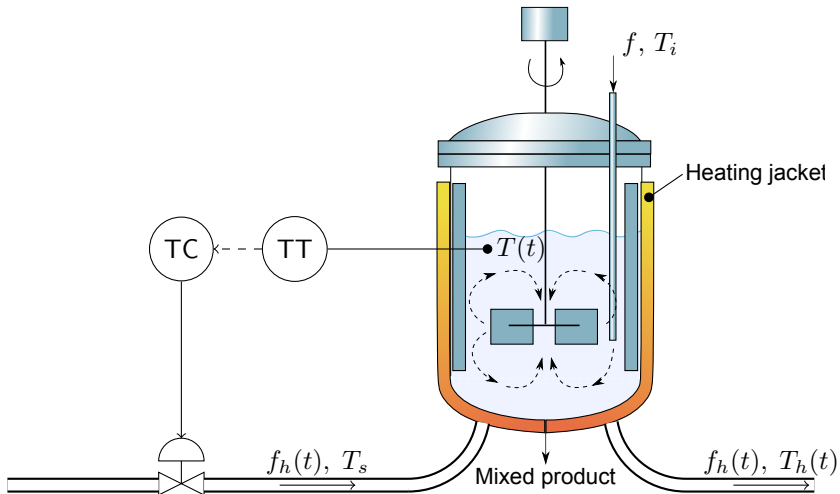 f, T_i
Heating jacket
TC
TT
T(t)
f_h(t), T_s
Mixed product
f_h(t), T_h(t)